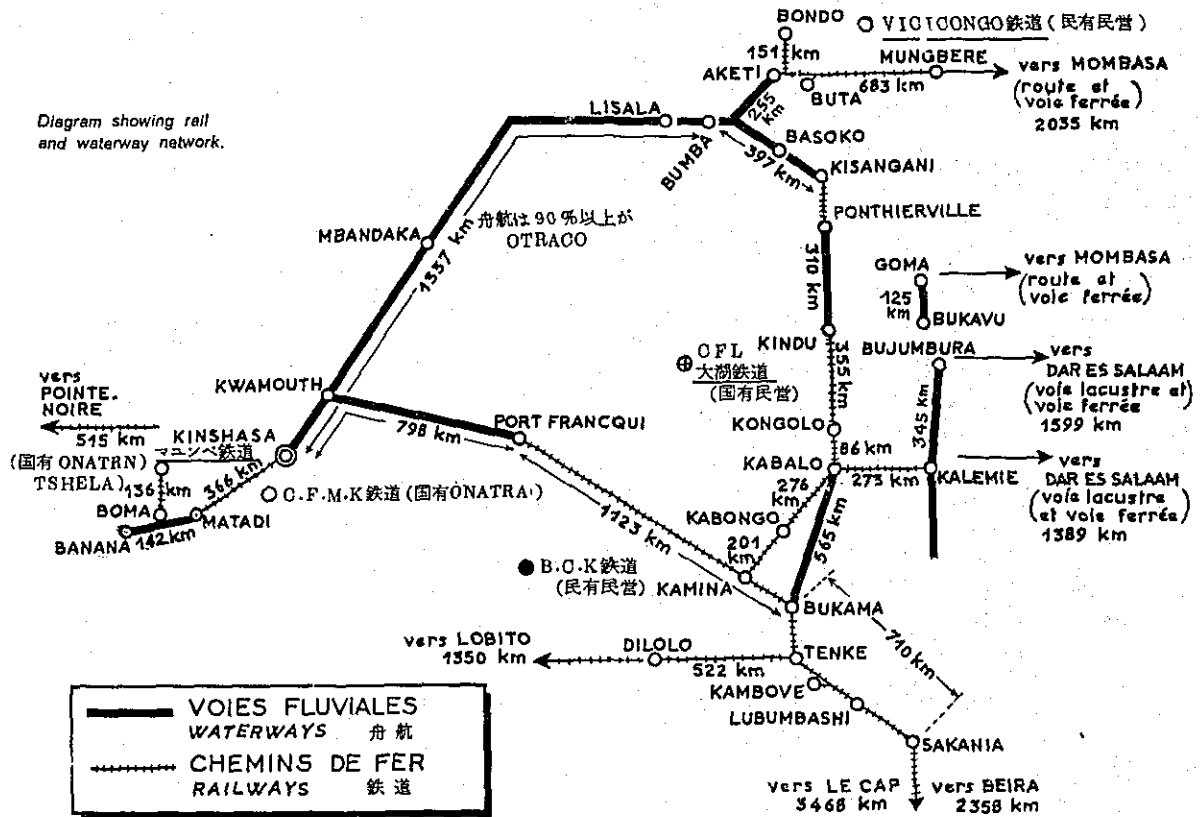 Diagram showing rail
and waterway network.
BONDO
VICICONGO鉄道(民有民営)
151 km
AKETI
MUNGBERE
vers MOMBASA
(route et
voie ferrée)
2035 km
BUTA
683 km
LISALA
255 km
BUMBA
BASOKO
397 km
KISANGANI
PONTHIERVILLE
舟航は90%以上が
OTRACO
MBANDAKA
1337 km
310 km
GOMA
vers MOMBASA
(route et
voie ferrée)
125
km
BUKAVU
KINDU
CFL
大湖鉄道
(国有民営)
355 km
BUJUMBURA
vers
DAR ES SALAAM
(voie lacustre et)
voie ferrée
1599 km
345 km
KWAMOUTH
vers
POINTE.
NOIRE
515 km
798 km
PORT FRANCQUI
KONGOLO
86 km
KINSHASA
マユンベ鉄道
(国有ONATRN)
TSHELA
136 km
366 km
C.F.M.K鉄道(国有ONATRA)
BOMA
MATADI
BANANA
142 km
KABALO
273 km
KALEMIE
vers
DAR ES SALAAM
(voie lacustre
et voie ferrée)
1389 km
276
km
KABONGO
201
km
565 km
1123 km
B.C.K鉄道
(民有民営)
KAMINA
BUKAMA
710 km
vers LOBITO
1350 km
DILOLO
522 km
TENKE
KAMBOVE
LUBUMBASHI
SAKANIA
vers LE CAP
3468 km
vers BEIRA
2358 km
VOIES FLUVIALES
WATERWAYS 舟航
CHEMINS DE FER
RAILWAYS 鉄道